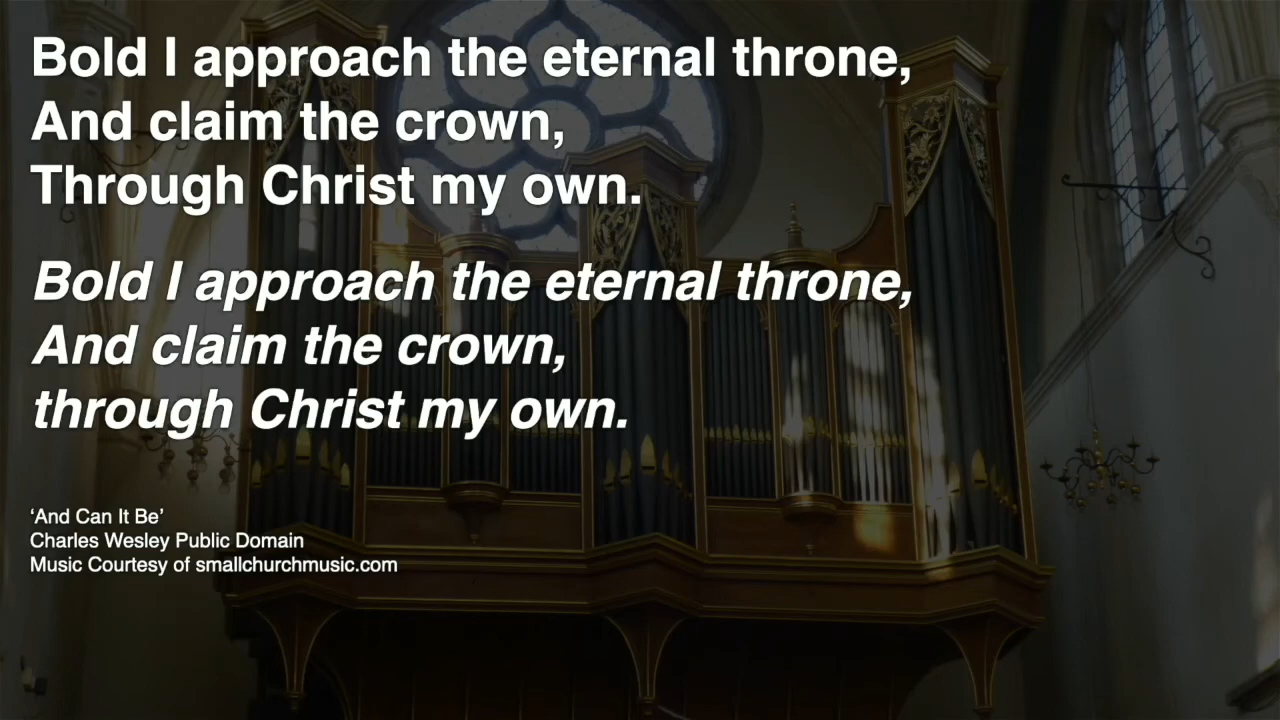 Bold I approach the eternal throne,
And claim the crown,
Through Christ my own.
Bold I approach the eternal throne,
And claim the crown,
through Christ my own.
‘And Can It Be’
Charles Wesley Public Domain
Music Courtesy of smallchurchmusic.com